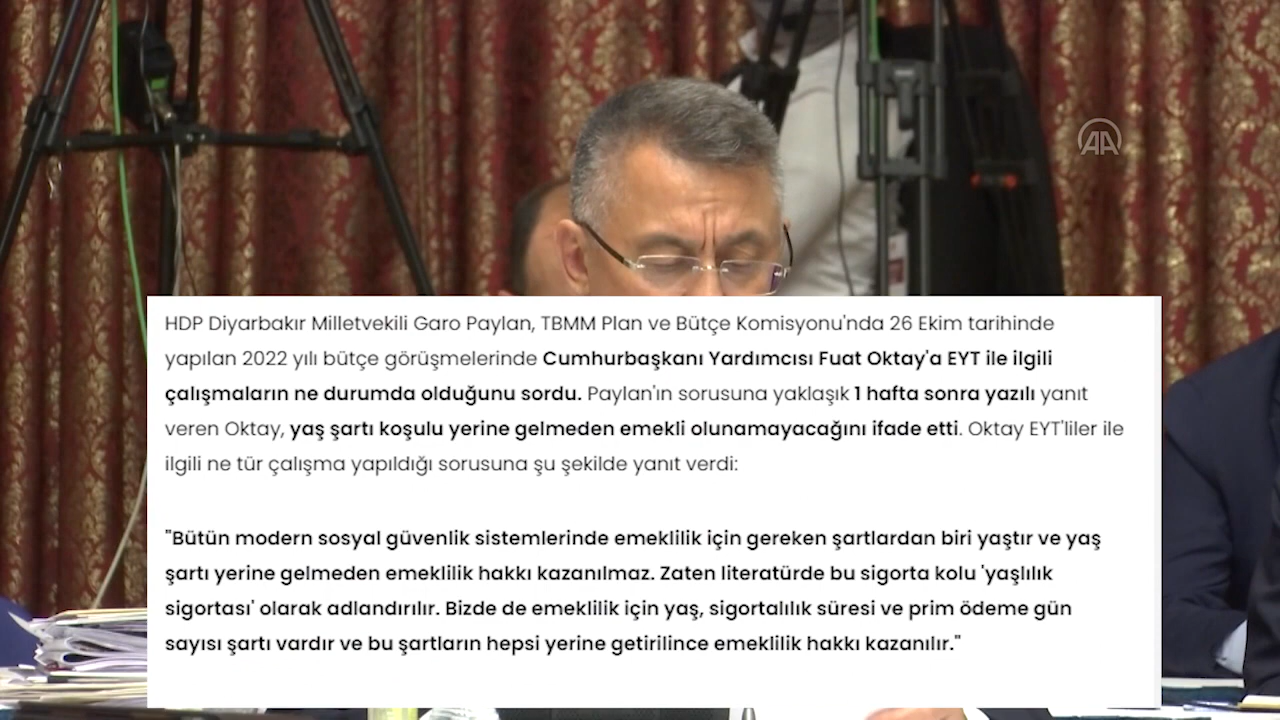 AA
HDP Diyarbakır Milletvekili Garo Paylan, TBMM Plan ve Bütçe Komisyonu'nda 26 Ekim tarihinde
yapılan 2022 yılı bütçe görüşmelerinde Cumhurbaşkanı Yardımcısı Fuat Oktay'a EYT ile ilgili
çalışmaların ne durumda olduğunu sordu. Paylan'ın sorusuna yaklaşık 1 hafta sonra yazılı yanıt
veren Oktay, yaş şartı koşulu yerine gelmeden emekli olunamayacağını ifade etti. Oktay EYT'liler ile
ilgili ne tür çalışma yapıldığı sorusuna şu şekilde yanıt verdi:
"Bütün modern sosyal güvenlik sistemlerinde emeklilik için gereken şartlardan biri yaştır ve yaş
şartı yerine gelmeden emeklilik hakkı kazanılmaz. Zaten literatürde bu sigorta kolu 'yaşlılık
sigortası' olarak adlandırılır. Bizde de emeklilik için yaş, sigortalılık süresi ve prim ödeme gün
sayısı şartı vardır ve bu şartların hepsi yerine getirilince emeklilik hakkı kazanılır."